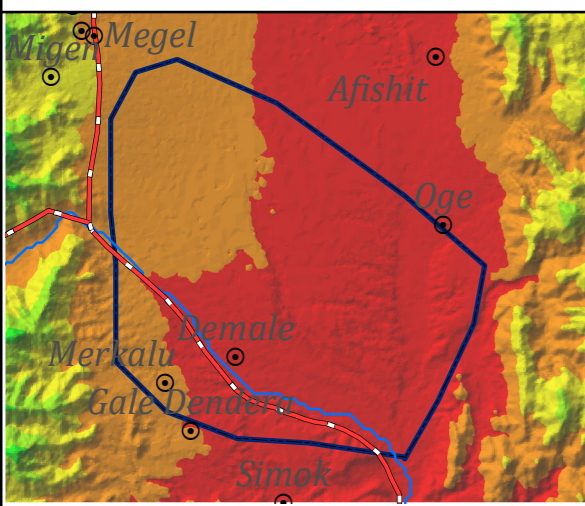 Megel
Migen
Afishit
Oge
Demale
Merkalu
Gale Dendera
Simok